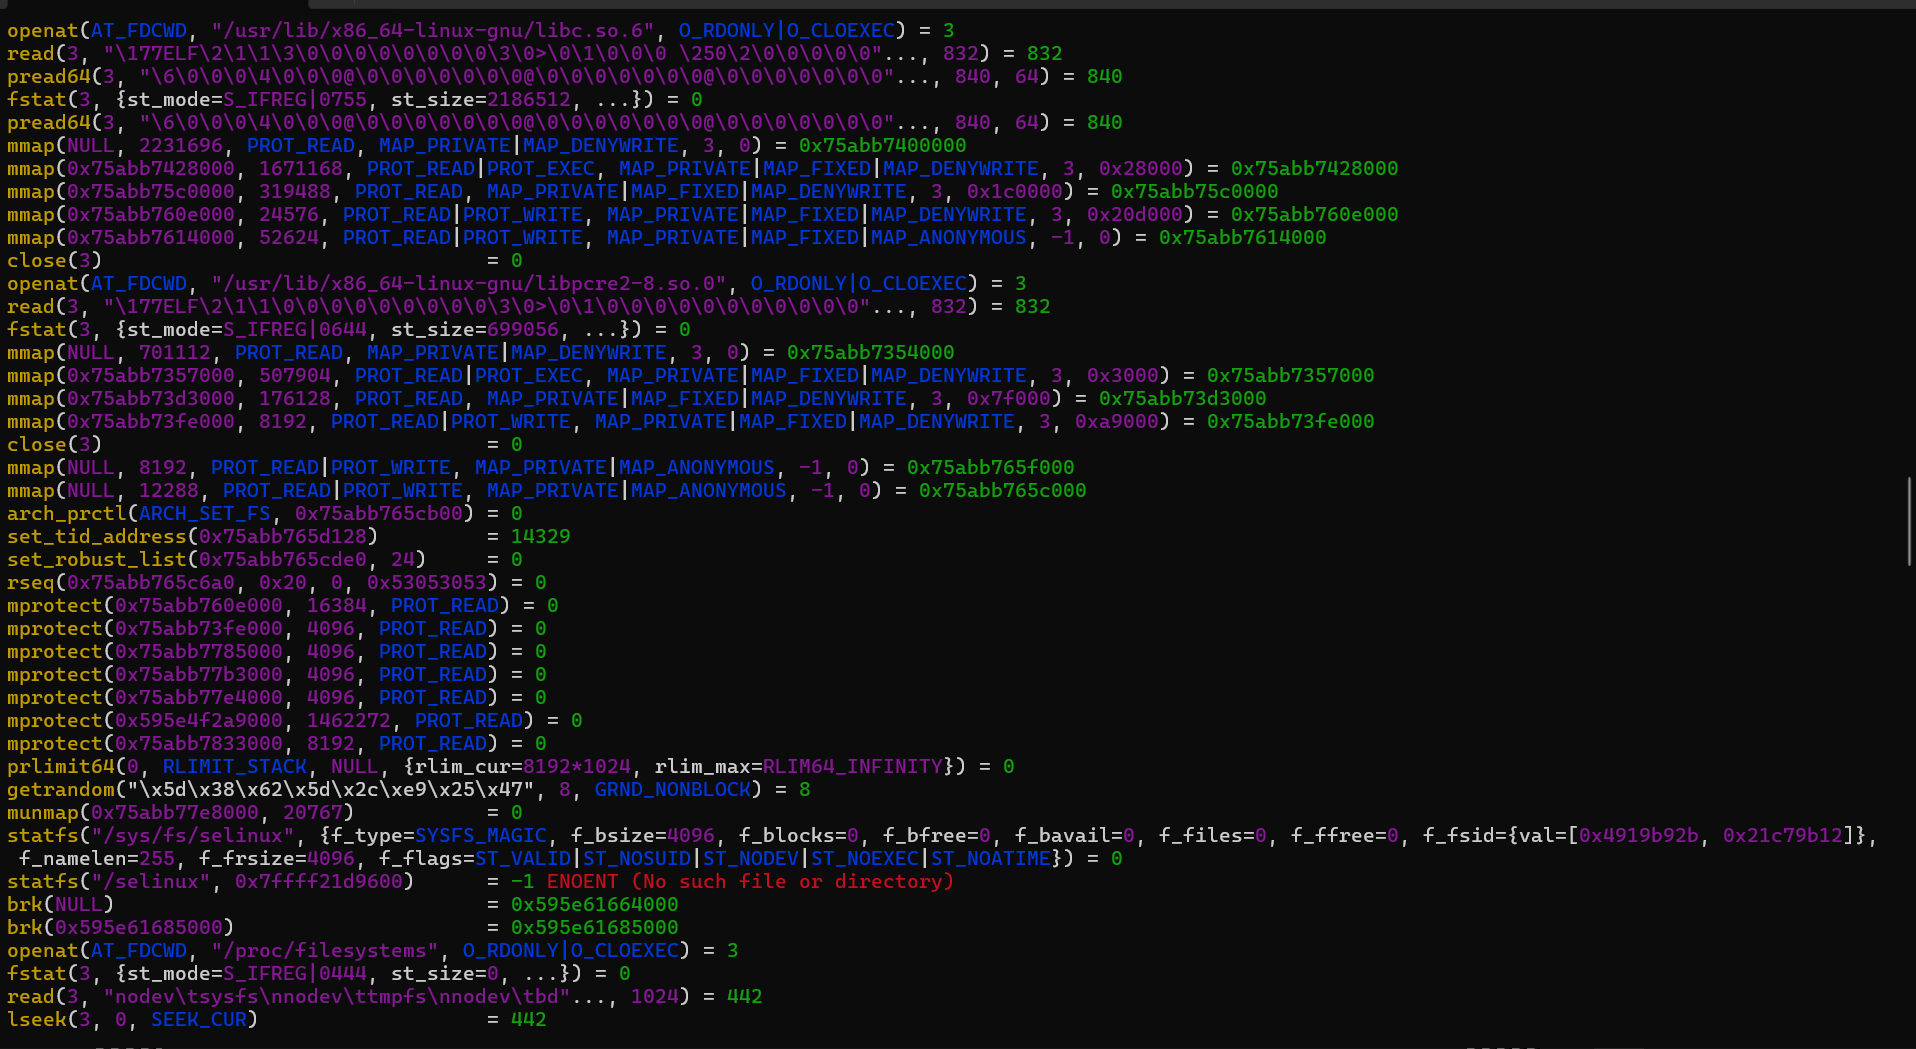 openat(AT_FDCWD, "/usr/lib/x86_64-linux-gnu/libc.so.6", O_RDONLY|O_CLOEXEC) = 3
read(3, "\177ELF\2\1\1\3\0\0\0\0\0\0\0\0\3\0>\0\1\0\0\0 \250\2\0\0\0\0\0"..., 832) = 832
pread64(3, "\6\0\0\0\4\0\0\0@\0\0\0\0\0\0\0@\0\0\0\0\0\0\0@\0\0\0\0\0\0\0"..., 840, 64) = 840
fstat(3, {st_mode=S_IFREG|0755, st_size=2186512, ...}) = 0
pread64(3, "\6\0\0\0\4\0\0\0@\0\0\0\0\0\0\0@\0\0\0\0\0\0\0@\0\0\0\0\0\0\0"..., 840, 64) = 840
mmap(NULL, 2231696, PROT_READ, MAP_PRIVATE|MAP_DENYWRITE, 3, 0) = 0x75abb7400000
mmap(0x75abb7428000, 1671168, PROT_READ|PROT_EXEC, MAP_PRIVATE|MAP_FIXED|MAP_DENYWRITE, 3, 0x28000) = 0x75abb7428000
mmap(0x75abb75c0000, 319488, PROT_READ, MAP_PRIVATE|MAP_FIXED|MAP_DENYWRITE, 3, 0x1c0000) = 0x75abb75c0000
mmap(0x75abb760e000, 24576, PROT_READ|PROT_WRITE, MAP_PRIVATE|MAP_FIXED|MAP_DENYWRITE, 3, 0x20d000) = 0x75abb760e000
mmap(0x75abb7614000, 52624, PROT_READ|PROT_WRITE, MAP_PRIVATE|MAP_FIXED|MAP_ANONYMOUS, -1, 0) = 0x75abb7614000
close(3)                                = 0
openat(AT_FDCWD, "/usr/lib/x86_64-linux-gnu/libpcre2-8.so.0", O_RDONLY|O_CLOEXEC) = 3
read(3, "\177ELF\2\1\1\0\0\0\0\0\0\0\0\0\3\0>\0\1\0\0\0\0\0\0\0\0\0\0\0"..., 832) = 832
fstat(3, {st_mode=S_IFREG|0644, st_size=699056, ...}) = 0
mmap(NULL, 701112, PROT_READ, MAP_PRIVATE|MAP_DENYWRITE, 3, 0) = 0x75abb7354000
mmap(0x75abb7357000, 507904, PROT_READ|PROT_EXEC, MAP_PRIVATE|MAP_FIXED|MAP_DENYWRITE, 3, 0x3000) = 0x75abb7357000
mmap(0x75abb73d3000, 176128, PROT_READ, MAP_PRIVATE|MAP_FIXED|MAP_DENYWRITE, 3, 0x7f000) = 0x75abb73d3000
mmap(0x75abb73fe000, 8192, PROT_READ|PROT_WRITE, MAP_PRIVATE|MAP_FIXED|MAP_DENYWRITE, 3, 0xa9000) = 0x75abb73fe000
close(3)                                = 0
mmap(NULL, 8192, PROT_READ|PROT_WRITE, MAP_PRIVATE|MAP_ANONYMOUS, -1, 0) = 0x75abb765f000
mmap(NULL, 12288, PROT_READ|PROT_WRITE, MAP_PRIVATE|MAP_ANONYMOUS, -1, 0) = 0x75abb765c000
arch_prctl(ARCH_SET_FS, 0x75abb765cb00) = 0
set_tid_address(0x75abb765d128)         = 14329
set_robust_list(0x75abb765cde0, 24)     = 0
rseq(0x75abb765c6a0, 0x20, 0, 0x53053053) = 0
mprotect(0x75abb760e000, 16384, PROT_READ) = 0
mprotect(0x75abb73fe000, 4096, PROT_READ) = 0
mprotect(0x75abb7785000, 4096, PROT_READ) = 0
mprotect(0x75abb77b3000, 4096, PROT_READ) = 0
mprotect(0x75abb77e4000, 4096, PROT_READ) = 0
mprotect(0x595e4f2a9000, 1462272, PROT_READ) = 0
mprotect(0x75abb7833000, 8192, PROT_READ) = 0
prlimit64(0, RLIMIT_STACK, NULL, {rlim_cur=8192*1024, rlim_max=RLIM64_INFINITY}) = 0
getrandom("\x5d\x38\x62\x5d\x2c\xe9\x25\x47", 8, GRND_NONBLOCK) = 8
munmap(0x75abb77e8000, 20767)           = 0
statfs("/sys/fs/selinux", {f_type=SYSFS_MAGIC, f_bsize=4096, f_blocks=0, f_bfree=0, f_bavail=0, f_files=0, f_ffree=0, f_fsid={val=[0x4919b92b, 0x21c79b12]},
 f_namelen=255, f_frsize=4096, f_flags=ST_VALID|ST_NOSUID|ST_NODEV|ST_NOEXEC|ST_NOATIME}) = 0
statfs("/selinux", 0x7ffff21d9600)      = -1 ENOENT (No such file or directory)
brk(NULL)                               = 0x595e61664000
brk(0x595e61685000)                     = 0x595e61685000
openat(AT_FDCWD, "/proc/filesystems", O_RDONLY|O_CLOEXEC) = 3
fstat(3, {st_mode=S_IFREG|0444, st_size=0, ...}) = 0
read(3, "nodev\tsysfs\nnodev\ttmpfs\nnodev\tbd"..., 1024) = 442
lseek(3, 0, SEEK_CUR)                   = 442